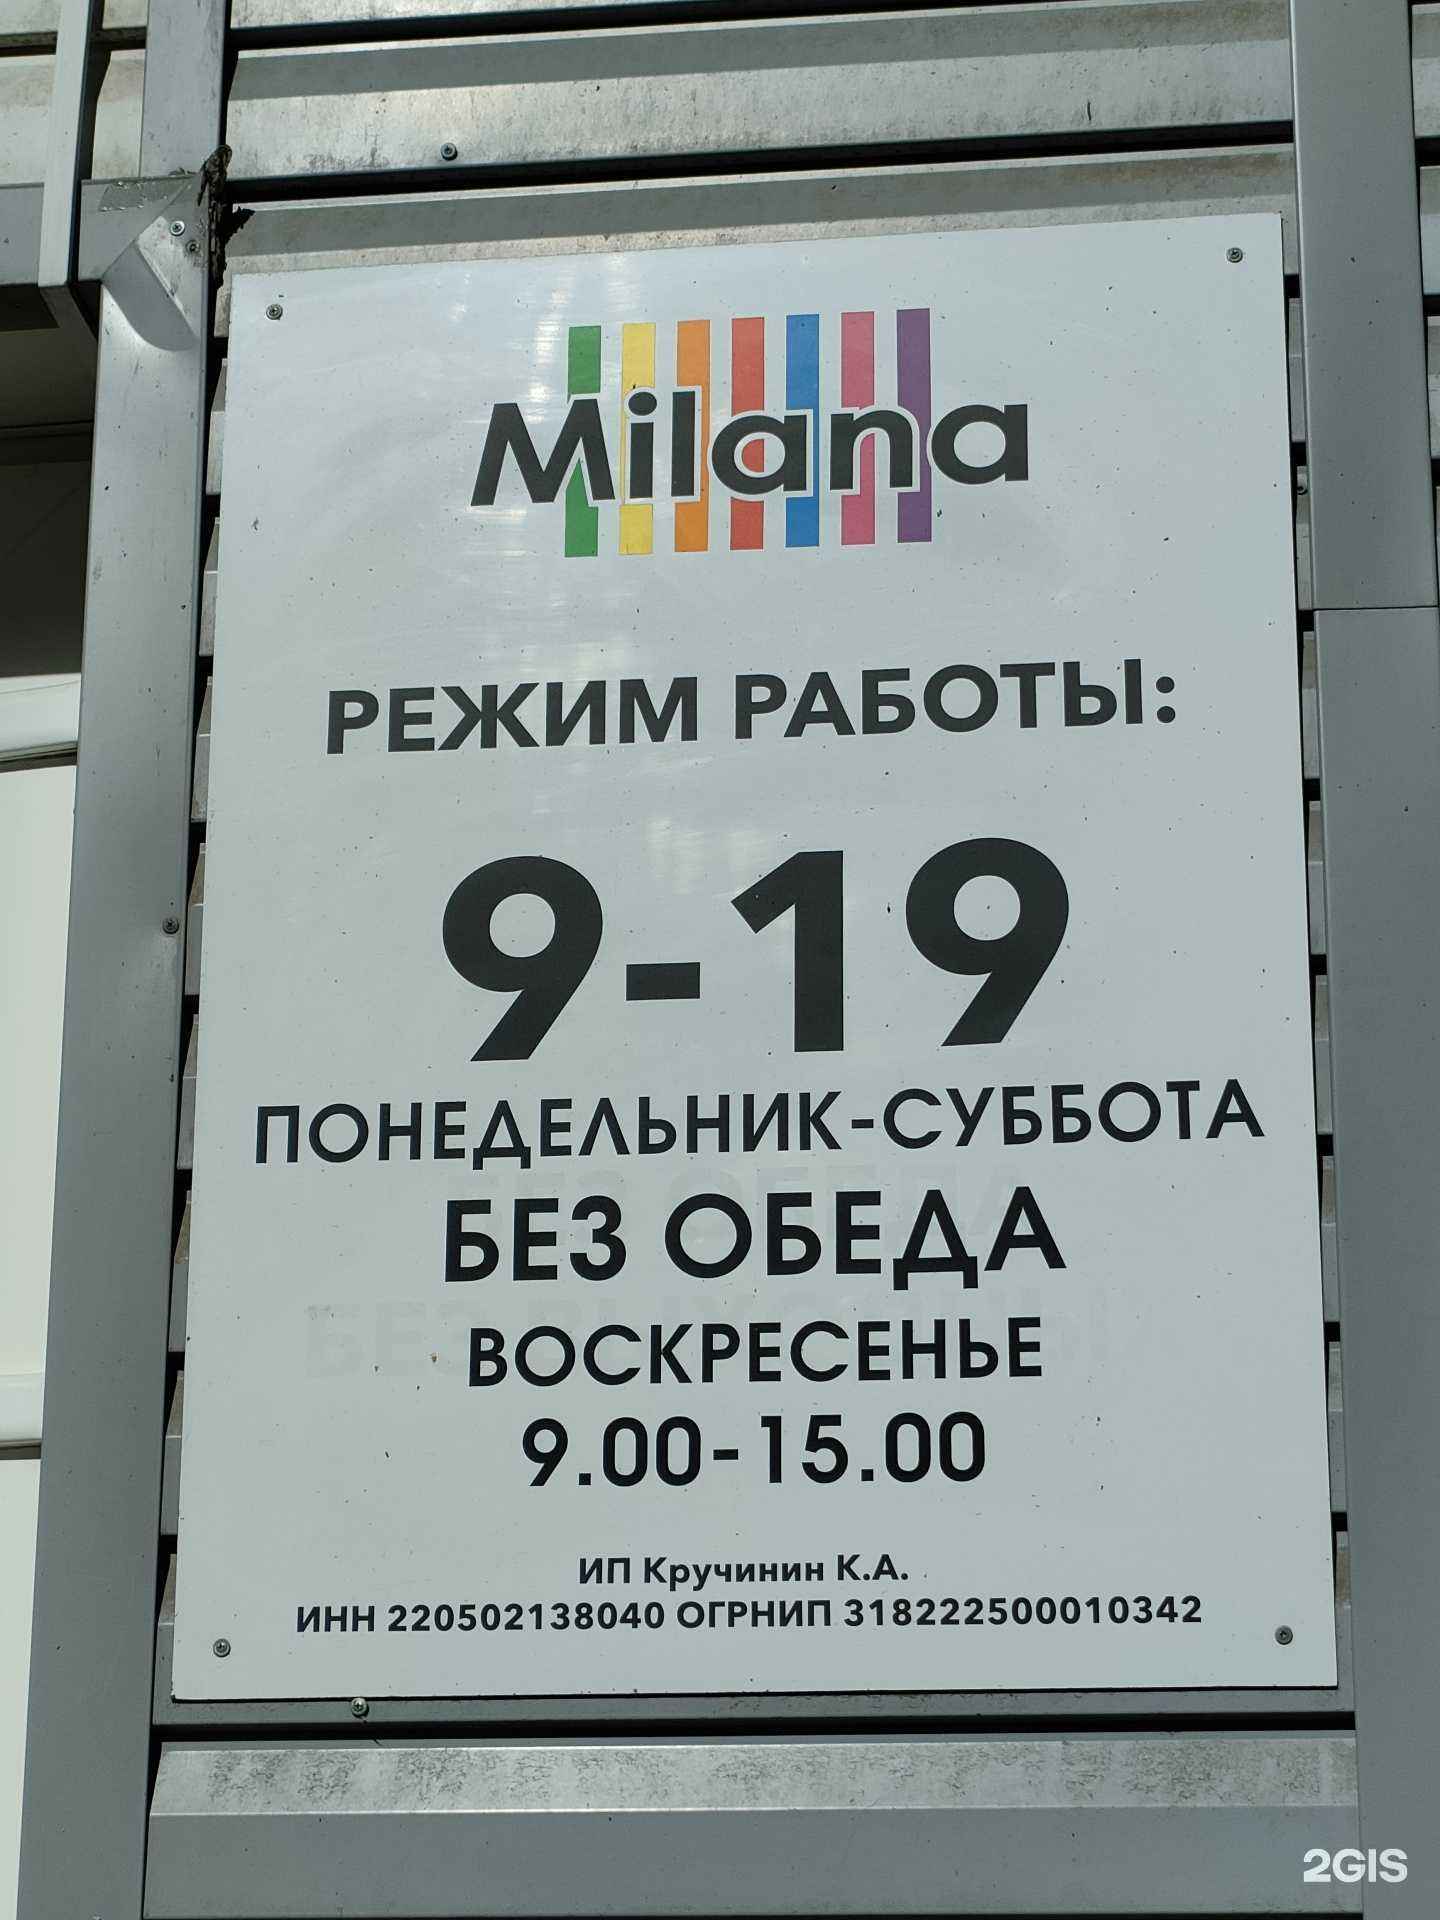 Milana
РЕЖИМ РАБОТЫ:
9-19
ПОНЕДЕЛЬНИК-СУББОТА
БЕЗ ОБЕДА
ВОСКРЕСЕНЬЕ
9.00-15.00
ИП Кручинин К.А.
ИНН 220502138040 ОГРНИП 318222500010342
2GIS